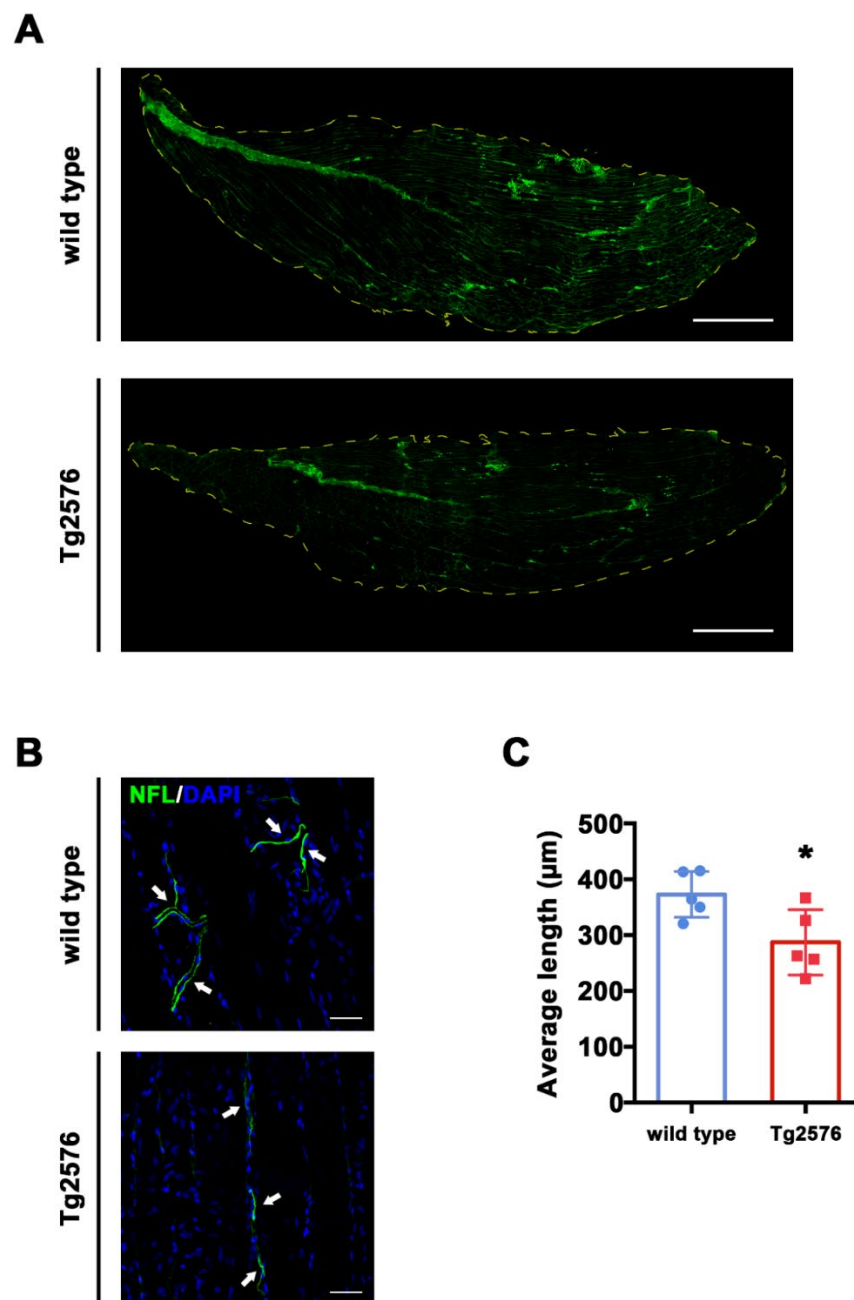 A
wild type
Tg2576
B
NFL/DAPI
wild type
Tg2576
C
Average length (μm)
500
400
300
200
100
0
*
wild type
Tg2576